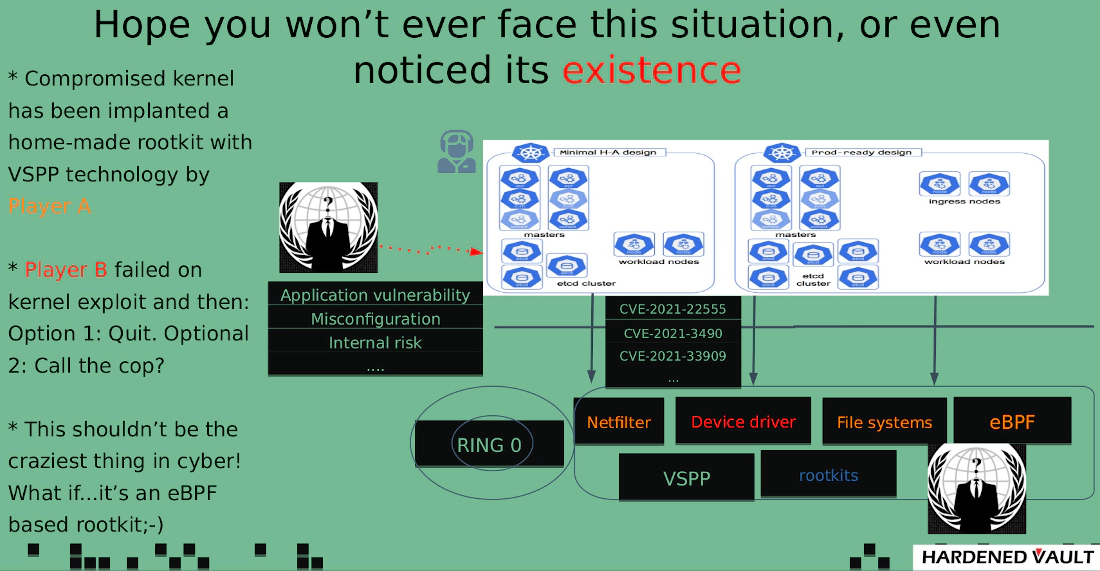 Hope you won’t ever face this situation, or even
noticed its existence
* Compromised kernel
has been implanted a
home-made rootkit with
VSPP technology by
Player A
* Player B failed on
kernel exploit and then:
Option 1: Quit. Optional
2: Call the cop?
* This shouldn’t be the
craziest thing in cyber!
What if...it’s an eBPF
based rootkit;-)
?
Application vulnerability
Misconfiguration
Internal risk
....
Minimal H-A design
masters
etcd cluster
workload nodes
Prod-ready design
masters
etcd
cluster
ingress nodes
workload nodes
CVE-2021-22555
CVE-2021-3490
CVE-2021-33909
...
RING 0
Netfilter
Device driver
File systems
eBPF
VSPP
rootkits
?
HARDENED VAULT